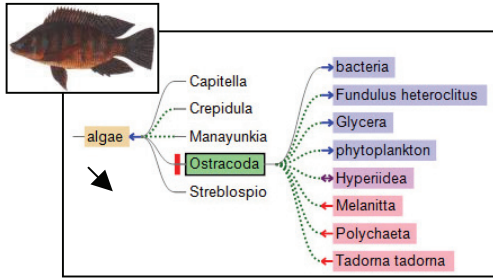 algae
Capitella
Crepidula
Manayunkia
Ostracoda
Streblospio
bacteria
Fundulus heteroclitus
Glycera
phytoplankton
Hyperiidea
Melanitta
Polychaeta
Tadorna tadorna